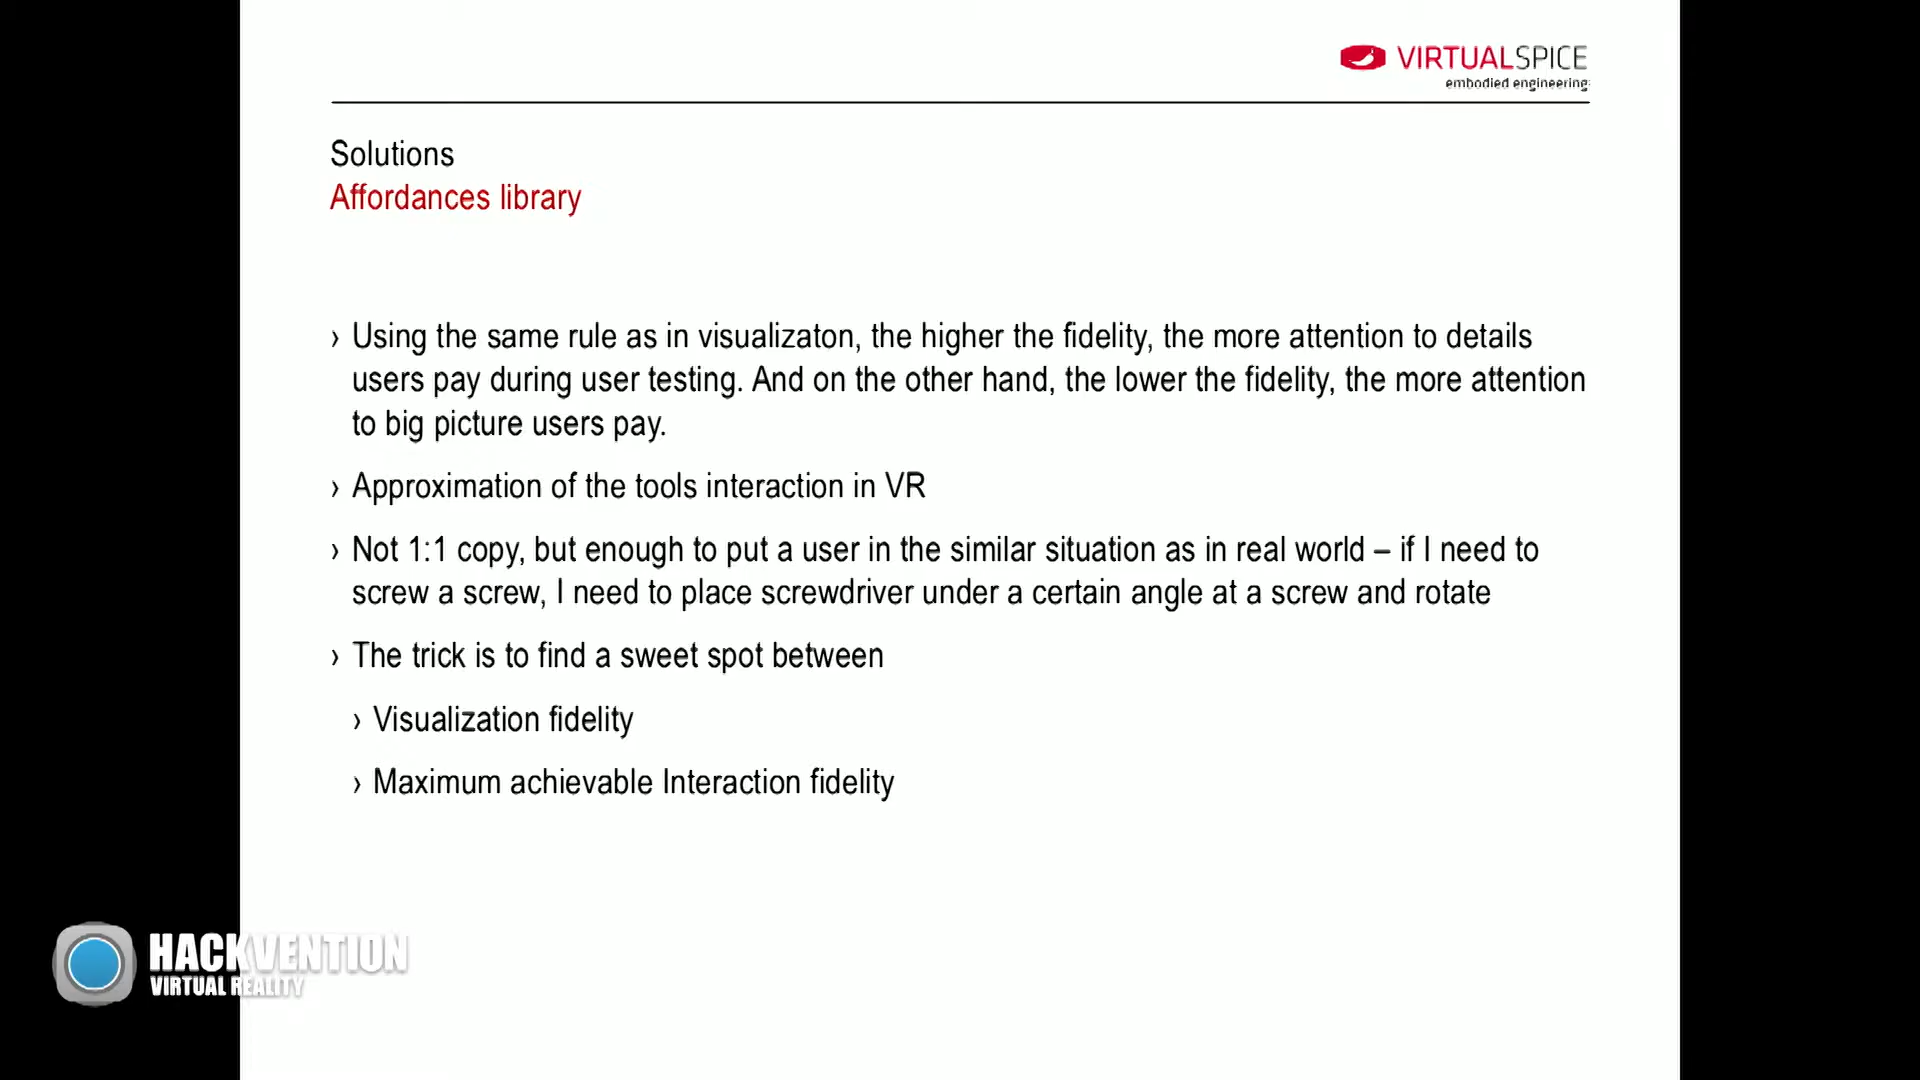 VIRTUALSPICE
embodied engineering
Solutions
Affordances library
› Using the same rule as in visualizaton, the higher the fidelity, the more attention to details
users pay during user testing. And on the other hand, the lower the fidelity, the more attention
to big picture users pay.
› Approximation of the tools interaction in VR
› Not 1:1 copy, but enough to put a user in the similar situation as in real world – if I need to
screw a screw, I need to place screwdriver under a certain angle at a screw and rotate
› The trick is to find a sweet spot between
› Visualization fidelity
› Maximum achievable Interaction fidelity
HACKVENTION
VIRTUAL REALITY